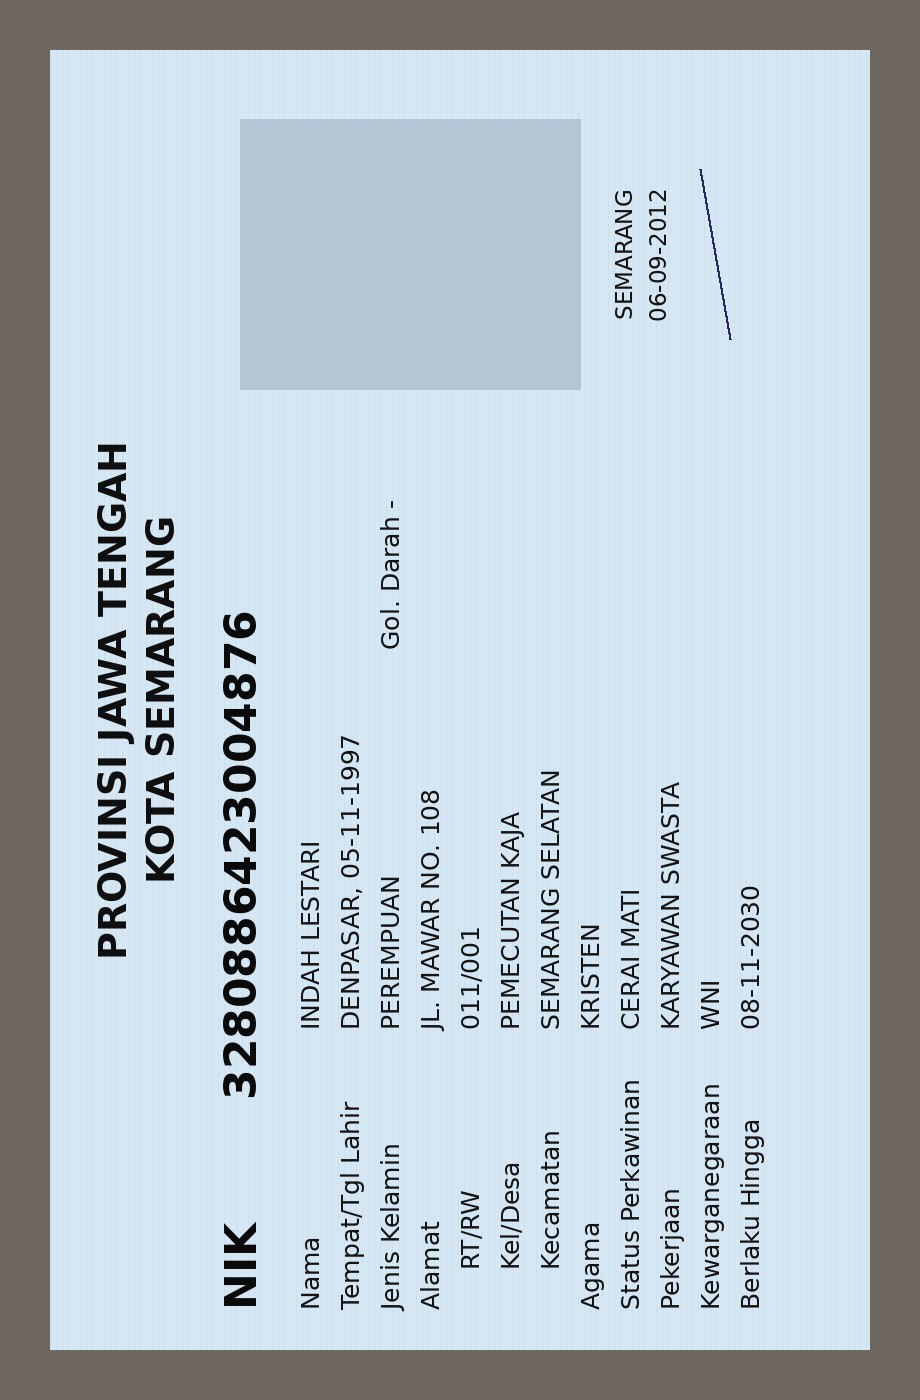 PROVINSI JAWA TENGAH
KOTA SEMARANG
NIK 3280886423004876
Nama INDAH LESTARI
Tempat/Tgl Lahir DENPASAR, 05-11-1997
Jenis Kelamin PEREMPUAN Gol. Darah -
Alamat JL. MAWAR NO. 108
RT/RW 011/001
Kel/Desa PEMECUTAN KAJA
Kecamatan SEMARANG SELATAN
Agama KRISTEN
Status Perkawinan CERAI MATI
Pekerjaan KARYAWAN SWASTA
Kewarganegaraan WNI
Berlaku Hingga 08-11-2030
SEMARANG
06-09-2012